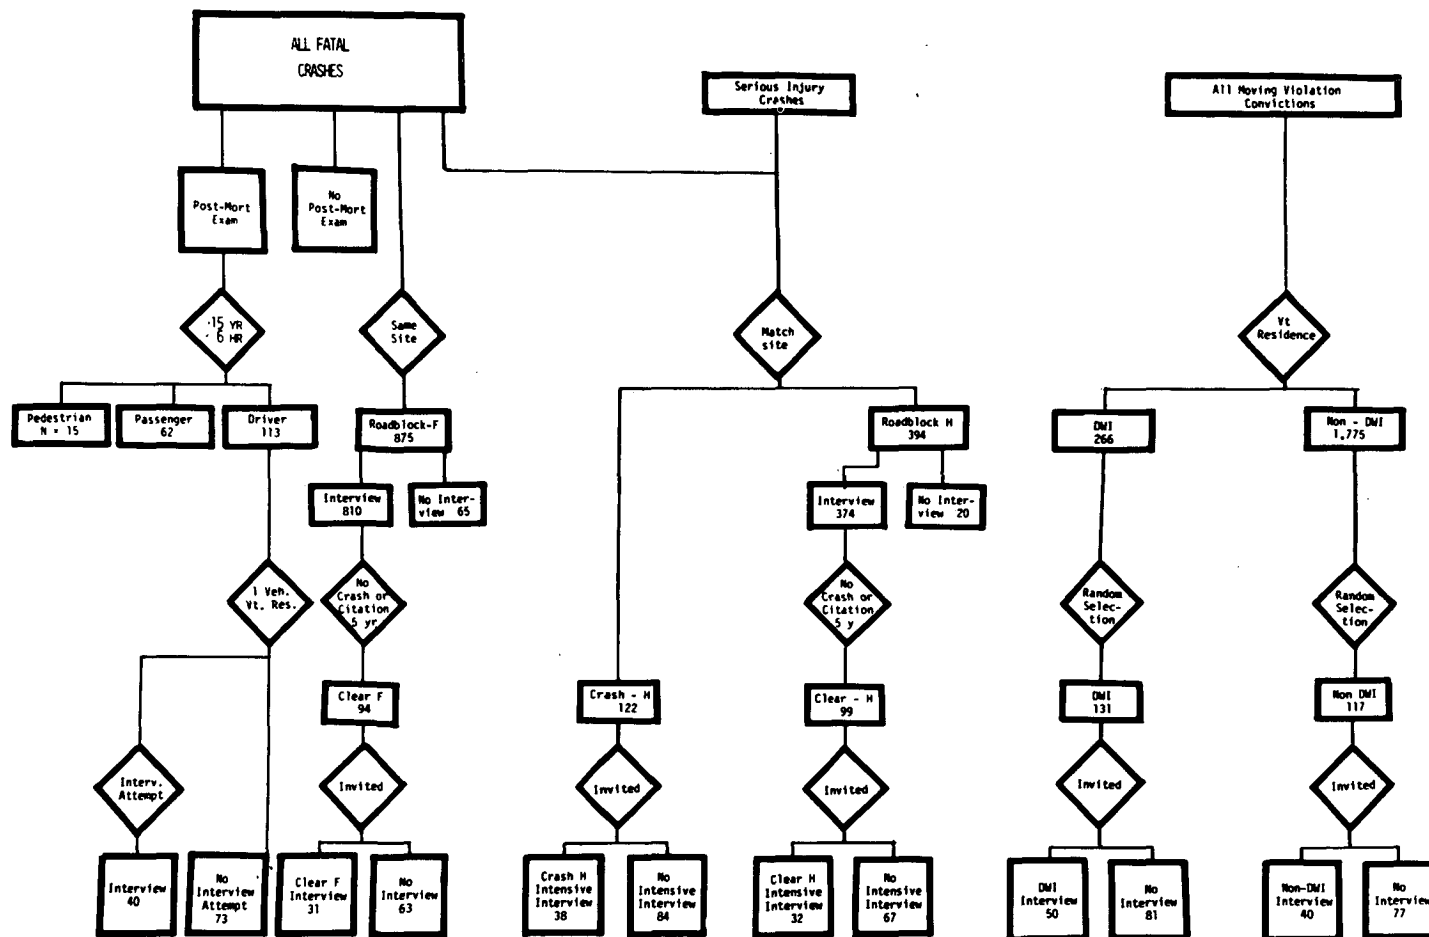 ALL FATAL
CRASHES
Serious Injury
Crashes
All Moving Violation
Convictions
Post-Mort
Exam
No
Post-Mort
Exam
15 YR
6 HR
Same
Site
Match
site
Vt
Residence
Pedestrian
N = 15
Passenger
62
Driver
113
Roadblock-F
875
Roadblock H
394
DWI
266
Non - DWI
1,775
Interview
810
No Inter-
view 65
Interview
374
No Inter-
view 20
1 Veh.
Vt. Res.
No
Crash or
Citation
5 yr
No
Crash or
Citation
5 y
Random
Selec-
tion
Random
Selec-
tion
Clear F
94
Crash - H
122
Clear - H
99
DWI
131
Non DWI
117
Interv.
Attempt
Invited
Invited
Invited
Invited
Invited
Interview
40
No
Interview
Attempt
73
Clear F
Interview
31
No
Interview
63
Crash H
Intensive
Interview
38
No
Intensive
Interview
84
Clear H
Intensive
Interview
32
No
Intensive
Interview
67
DWI
Interview
50
No
Interview
81
Non-DWI
Interview
40
No
Interview
77